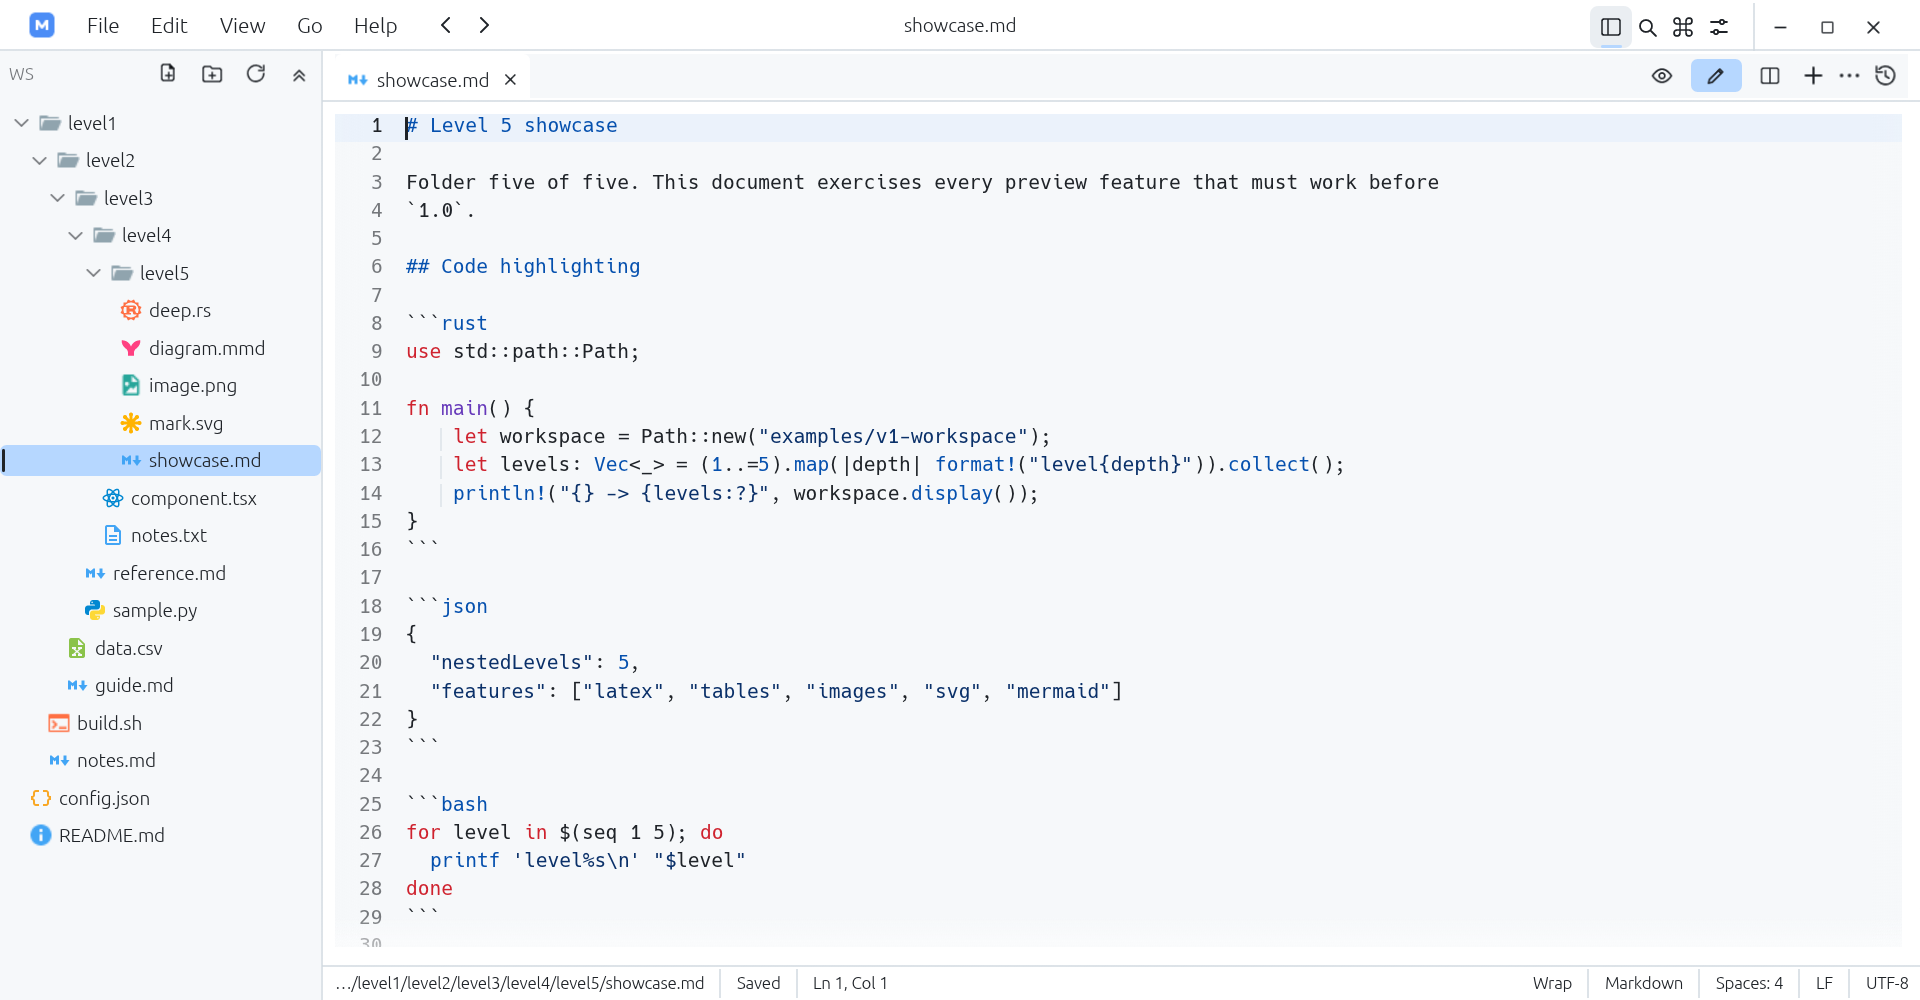 M File Edit View Go Help showcase.md
WS
showcase.md
level1
level2
level3
level4
level5
deep.rs
diagram.mmd
image.png
mark.svg
showcase.md
component.tsx
notes.txt
reference.md
sample.py
data.csv
guide.md
build.sh
notes.md
config.json
README.md
1 # Level 5 showcase
2
3 Folder five of five. This document exercises every preview feature that must work before
4 `1.0`.
5
6 ## Code highlighting
7
8 ```rust
9 use std::path::Path;
10
11 fn main() {
12     let workspace = Path::new("examples/v1-workspace");
13     let levels: Vec<_> = (1..=5).map(|depth| format!("level{depth}")).collect();
14     println!("{} -> {levels:?}", workspace.display());
15 }
16 ```
17
18 ```json
19 {
20   "nestedLevels": 5,
21   "features": ["latex", "tables", "images", "svg", "mermaid"]
22 }
23 ```
24
25 ```bash
26 for level in $(seq 1 5); do
27   printf 'level%s\n' "$level"
28 done
29 ```
30
…/level1/level2/level3/level4/level5/showcase.md Saved Ln 1, Col 1 Wrap Markdown Spaces: 4 LF UTF-8